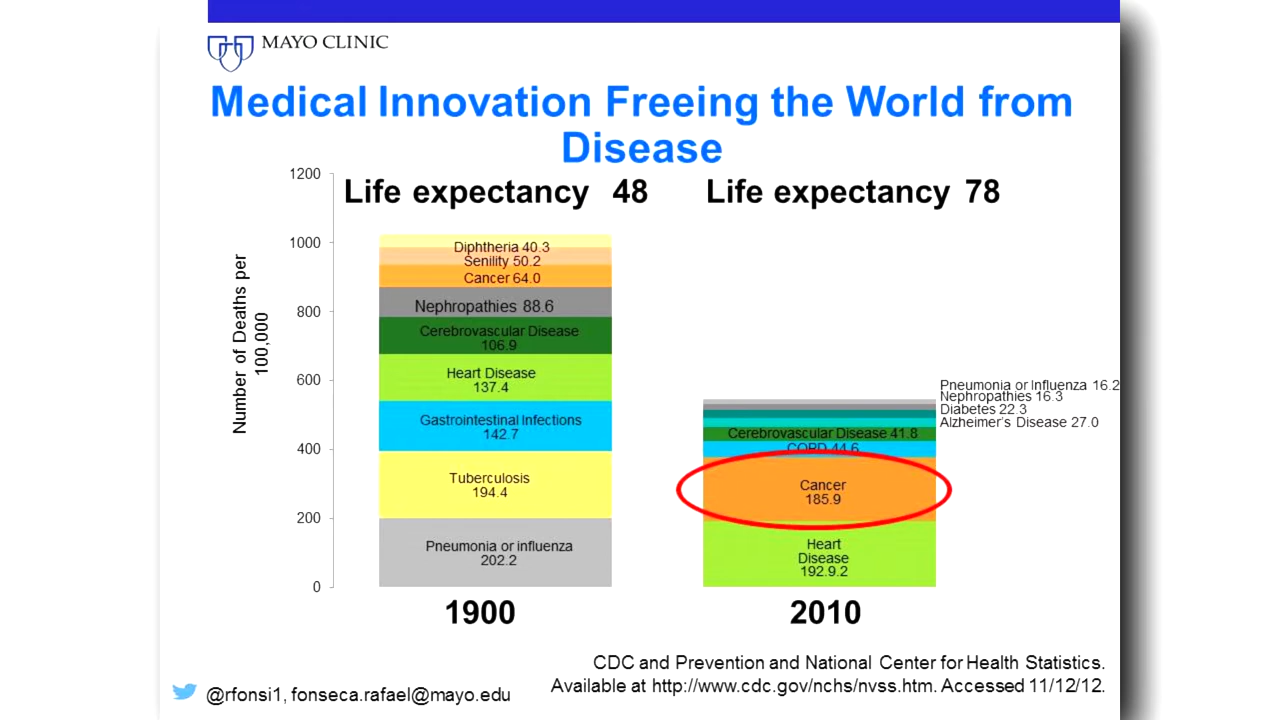 MAYO CLINIC
Medical Innovation Freeing the World from
Disease
Life expectancy 48
Life expectancy 78
Number of Deaths per
100,000
1200
1000
800
600
400
200
0
Diphtheria 40.3
Senility 50.2
Cancer 64.0
Nephropathies 88.6
Cerebrovascular Disease
106.9
Heart Disease
137.4
Gastrointestinal Infections
142.7
Tuberculosis
194.4
Pneumonia or influenza
202.2
1900
Pneumonia or Influenza 16.2
Nephropathies 16.3
Diabetes 22.3
Alzheimer's Disease 27.0
Cerebrovascular Disease 41.8
CORD 44.6
Cancer
185.9
Heart
Disease
192.9.2
2010
CDC and Prevention and National Center for Health Statistics.
Available at http://www.cdc.gov/nchs/nvss.htm. Accessed 11/12/12.
@rfonsi1, fonseca.rafael@mayo.edu